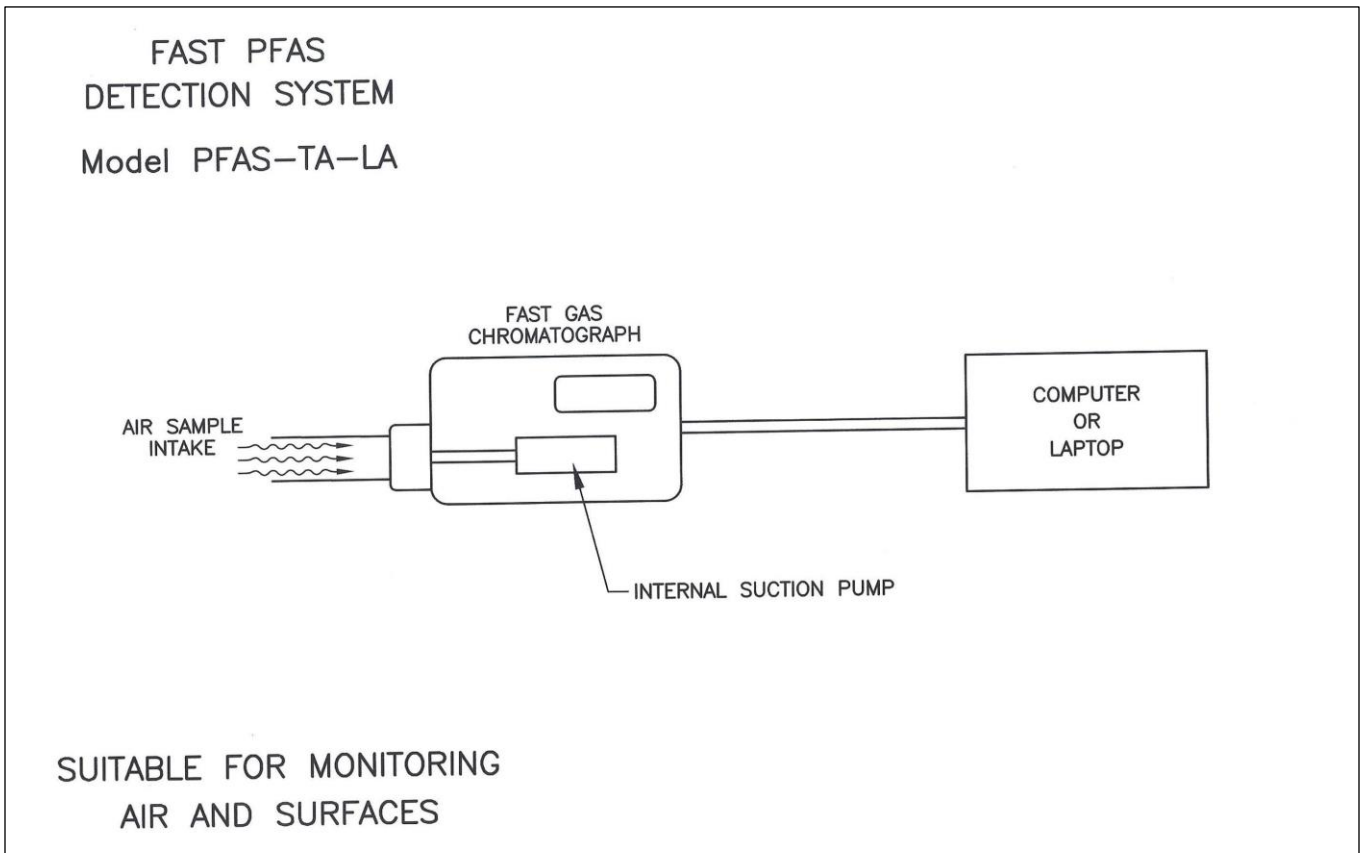 FAST PFAS
DETECTION SYSTEM
Model PFAS-TA-LA
FAST GAS
CHROMATOGRAPH
AIR SAMPLE
INTAKE
COMPUTER
OR
LAPTOP
INTERNAL SUCTION PUMP
SUITABLE FOR MONITORING
AIR AND SURFACES